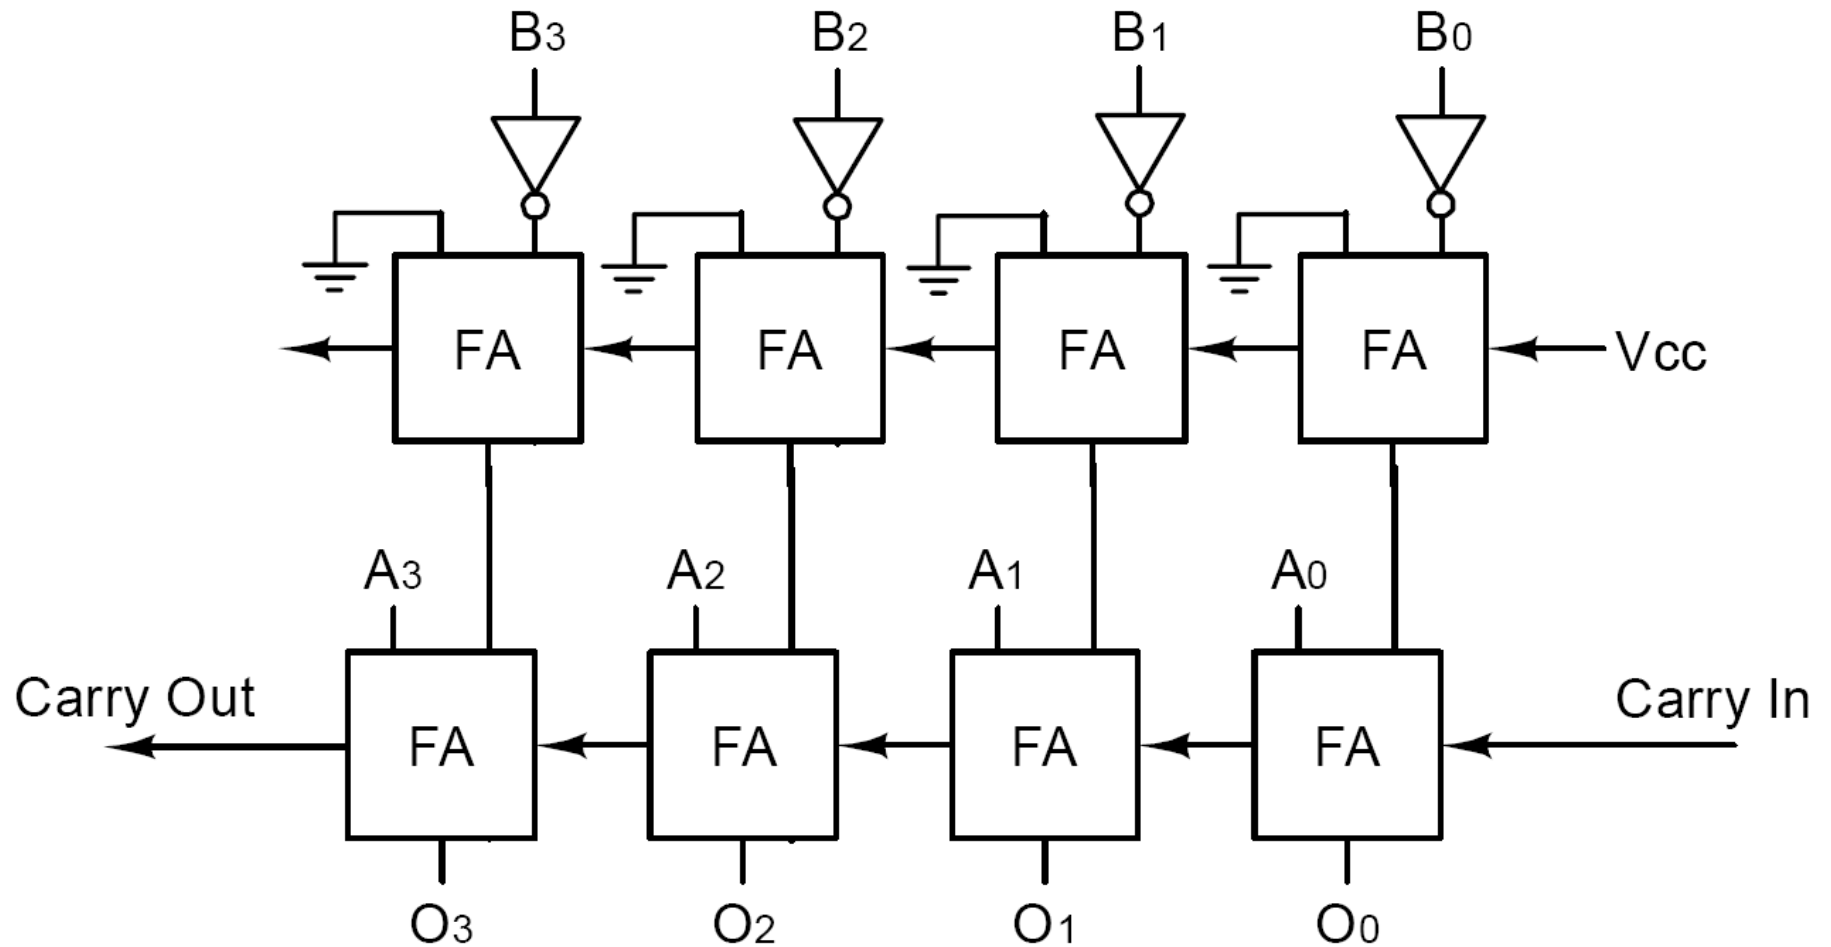 B3 B2 B1 B0
FA FA FA FA Vcc
A3 A2 A1 A0
Carry Out Carry In
FA FA FA FA
O3 O2 O1 O0